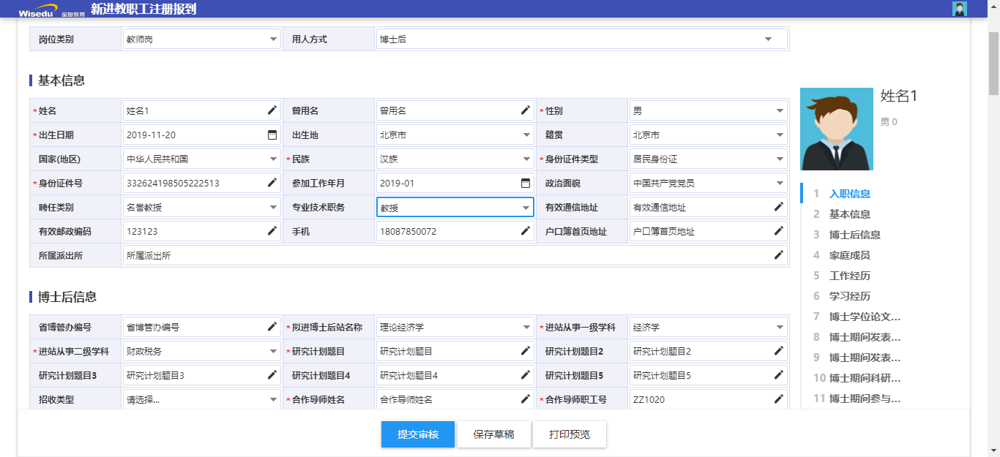 Wisedu 金智教育 新进教职工注册报到
岗位类别 教师岗 用人方式 博士后
基本信息
*姓名 姓名1 曾用名 曾用名 *性别 男
*出生日期 2019-11-20 出生地 北京市 籍贯 北京市
国家(地区) 中华人民共和国 *民族 汉族 *身份证件类型 居民身份证
*身份证件号 332624198505222513 参加工作年月 2019-01 政治面貌 中国共产党党员
聘任类别 名誉教授 专业技术职务 教授 有效通信地址 有效通信地址
有效邮政编码 123123 手机 18087850072 户口簿首页地址 户口簿首页地址
所属派出所 所属派出所
博士后信息
省博管办编号 省博管办编号 *拟进博士后站名称 理论经济学 *进站从事一级学科 经济学
*进站从事二级学科 财政税务 *研究计划题目 研究计划题目 研究计划题目2 研究计划题目2
研究计划题目3 研究计划题目3 研究计划题目4 研究计划题目4 研究计划题目5 研究计划题目5
招收类型 请选择... *合作导师姓名 合作导师姓名 *合作导师职工号 ZZ1020
姓名1
男 0
1 入职信息
2 基本信息
3 博士后信息
4 家庭成员
5 工作经历
6 学习经历
7 博士学位论文...
8 博士期间发表...
9 博士期间发表...
10 博士期间科研...
11 博士期间参与...
提交审核 保存草稿 打印预览